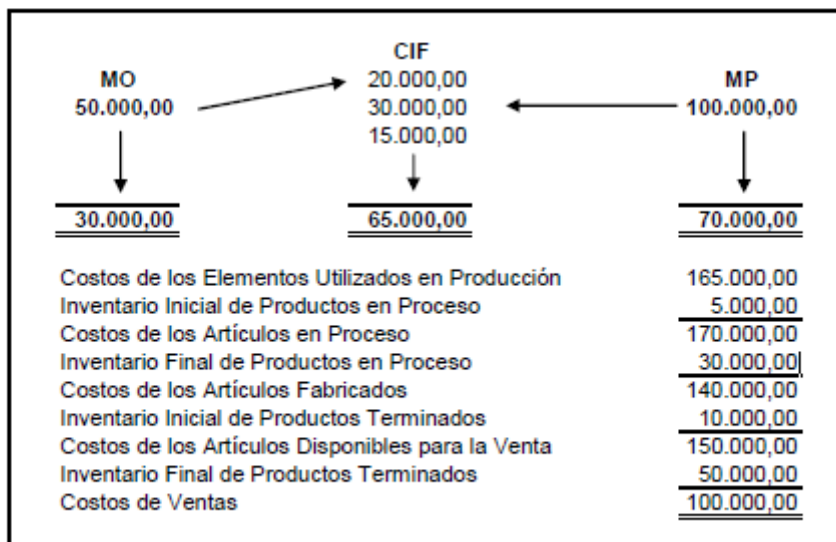 CIF
MO 20.000,00 MP
50.000,00 30.000,00 100.000,00
15.000,00
30.000,00 65.000,00 70.000,00
Costos de los Elementos Utilizados en Producción 165.000,00
Inventario Inicial de Productos en Proceso 5.000,00
Costos de los Artículos en Proceso 170.000,00
Inventario Final de Productos en Proceso 30.000,00
Costos de los Artículos Fabricados 140.000,00
Inventario Inicial de Productos Terminados 10.000,00
Costos de los Artículos Disponibles para la Venta 150.000,00
Inventario Final de Productos Terminados 50.000,00
Costos de Ventas 100.000,00